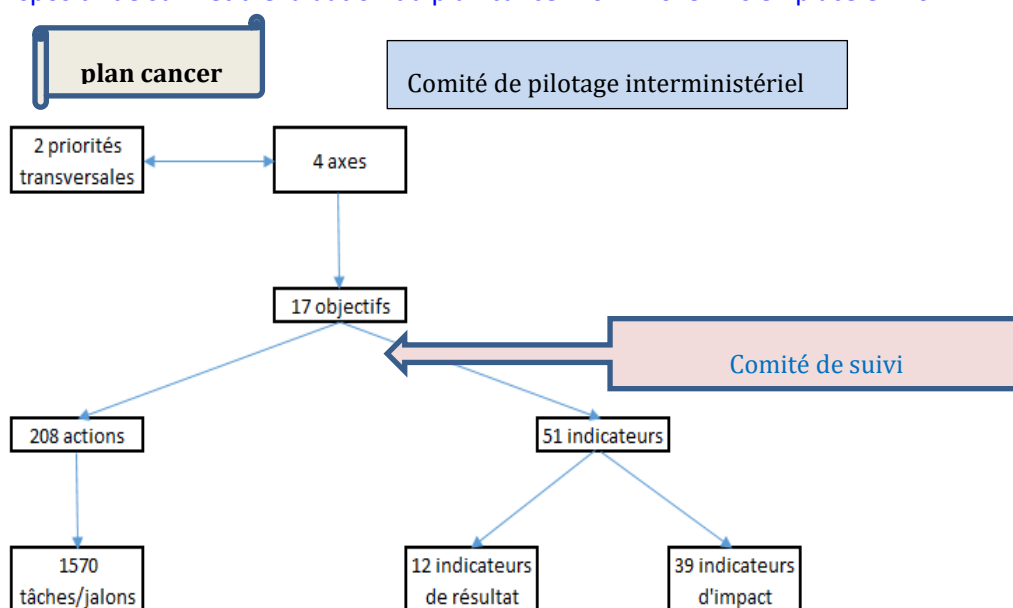 plan cancer
Comité de pilotage interministériel
2 priorités
transversales
4 axes
17 objectifs
Comité de suivi
208 actions
51 indicateurs
1570
tâches/jalons
12 indicateurs
de résultat
39 indicateurs
d'impact